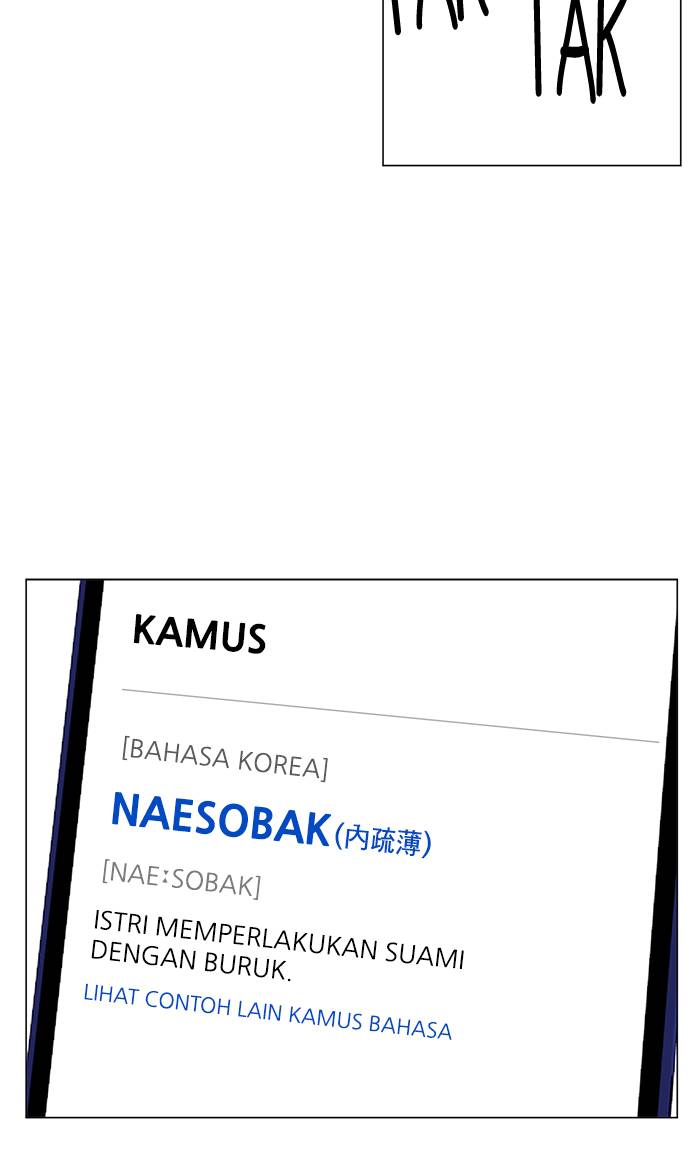 TAK
KAMUS
[BAHASA KOREA]
NAESOBAK(內疏薄)
[NAE:SOBAK]
ISTRI MEMPERLAKUKAN SUAMI
DENGAN BURUK.
LIHAT CONTOH LAIN KAMUS BAHASA